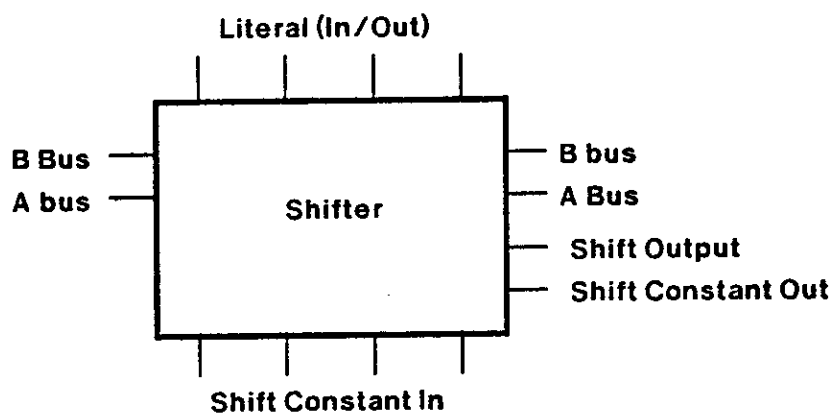 Literal (In/Out)
B Bus
A bus
Shifter
B bus
A Bus
Shift Output
Shift Constant Out
Shift Constant In